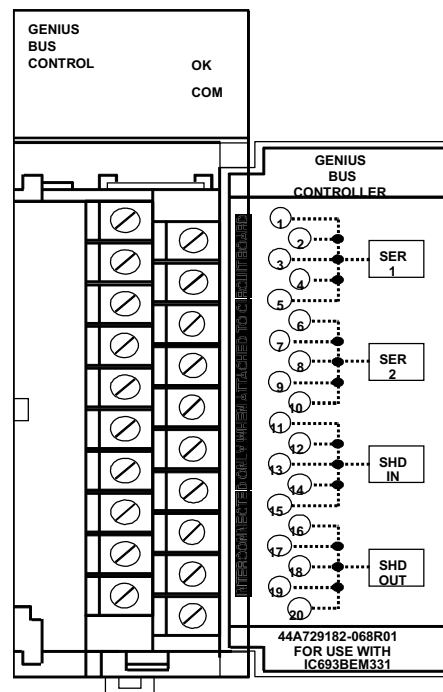 GENIUS
BUS
CONTROL
OK
COM
GENIUS
BUS
CONTROLLER
INTERCONNECTED ONLY WHEN ATTACHED TO CIRCUIT BOARD
1
2
3
4
5
SER
1
6
7
8
9
10
SER
2
11
12
13
14
15
SHD
IN
16
17
18
19
20
SHD
OUT
44A729182-068R01
FOR USE WITH
IC693BEM331